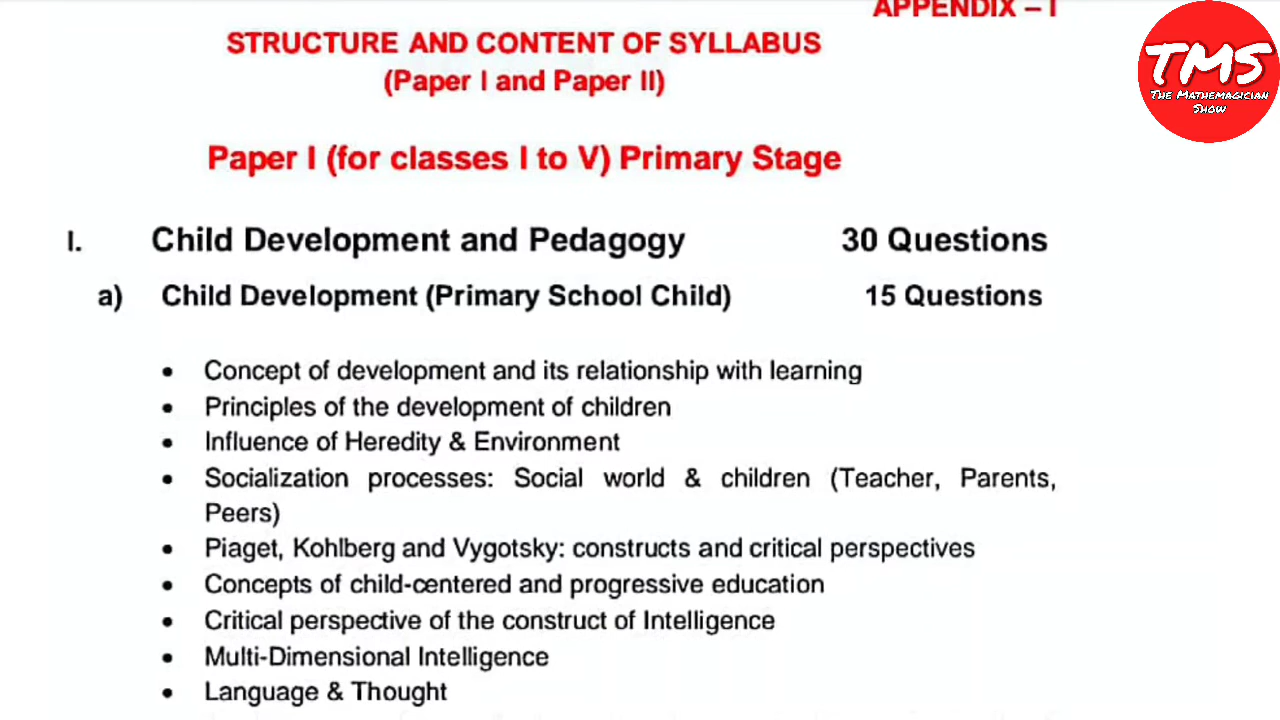 APPENDIX – I
STRUCTURE AND CONTENT OF SYLLABUS
(Paper I and Paper II)
Paper I (for classes I to V) Primary Stage
I. Child Development and Pedagogy 30 Questions
a) Child Development (Primary School Child) 15 Questions
• Concept of development and its relationship with learning
• Principles of the development of children
• Influence of Heredity & Environment
• Socialization processes: Social world & children (Teacher, Parents,
Peers)
• Piaget, Kohlberg and Vygotsky: constructs and critical perspectives
• Concepts of child-centered and progressive education
• Critical perspective of the construct of Intelligence
• Multi-Dimensional Intelligence
• Language & Thought
TMS
The Mathemagician
Show